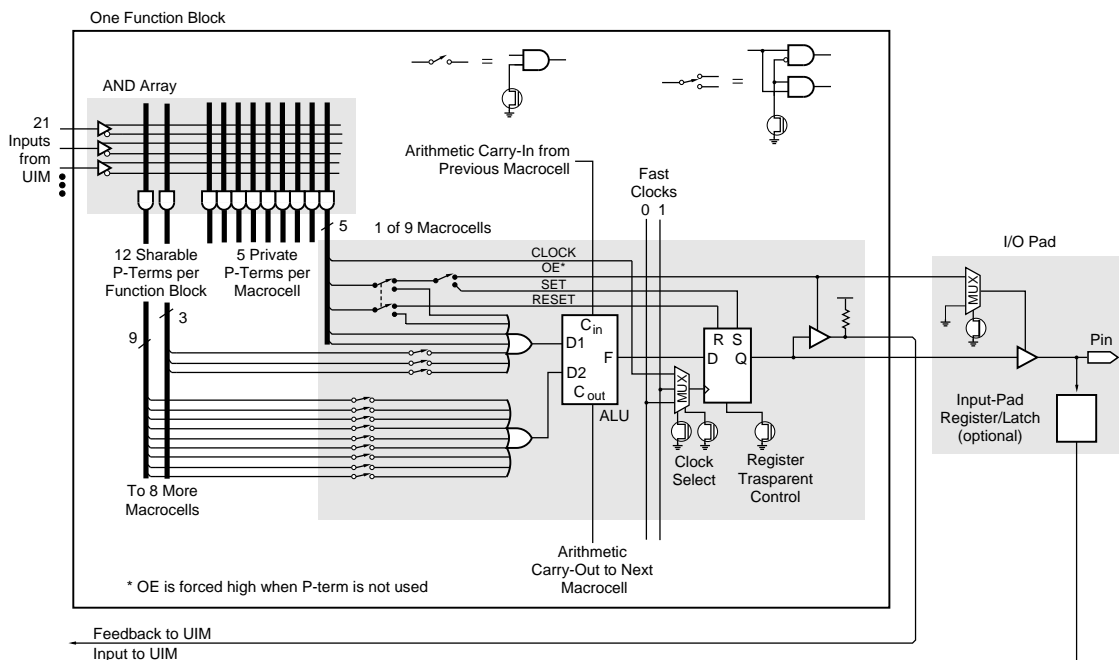 One Function Block
AND Array
21
Inputs
from
UIM
=
=
Arithmetic Carry-In from
Previous Macrocell
Fast
Clocks
0 1
5
1 of 9 Macrocells
I/O Pad
12 Sharable
P-Terms per
Function Block
5 Private
P-Terms per
Macrocell
CLOCK
OE*
SET
RESET
MUX
3
9
C in
D1
D2
C out
F
ALU
R S
D Q
MUX
Pin
Input-Pad
Register/Latch
(optional)
Clock
Select
Register
Trasparent
Control
To 8 More
Macrocells
Arithmetic
Carry-Out to Next
Macrocell
* OE is forced high when P-term is not used
Feedback to UIM
Input to UIM